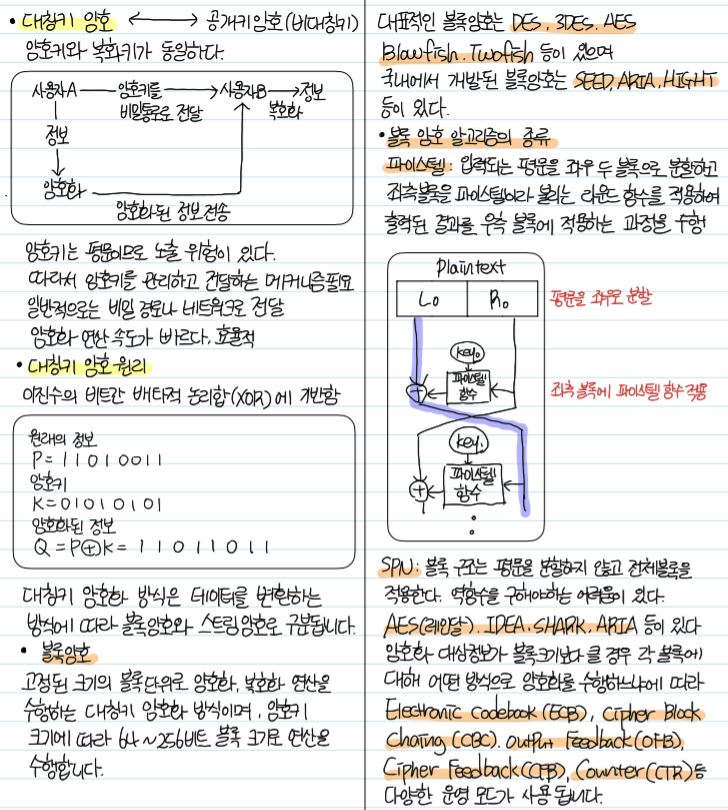 • 대칭키 암호 ⟷ 공개키암호(비대칭키)
암호키와 복화키가 동일하다.
사용자A — 암호키를 → 사용자B → 정보
비밀통로로 전달 복호화
정보
암호화
암호화된 정보 전송
암호키는 평문이므로 노출 위험이 있다.
따라서 암호키를 관리하고 전달하는 메커니즘 필요
일반적으로는 비밀 경로나 네트워크로 전달
암호화 연산 속도가 빠르다. 효율적
• 대칭키 암호 원리
이진수의 비트간 배타적 논리합(XOR)에 기반함
원래의 정보
P = 11010011
암호키
K = 01010101
암호화된 정보
Q = P⊕K = 11011011
대칭키 암호화 방식은 데이터를 변환하는
방식에 따라 블록암호와 스트림암호로 구분됩니다.
• 블록암호
고정된 크기의 블록단위로 암호화, 복호화 연산을
수행하는 대칭키 암호화 방식이며, 암호키
크기에 따라 64~256비트 블록 크기로 연산을
수행합니다.
대표적인 블록암호는 DES, 3DES, AES
Blowfish, Twofish 등이 있으며
국내에서 개발된 블록암호는 SEED, ARIA, HIGHT
등이 있다.
• 블록 암호 알고리즘의 종류
파이스텔: 입력되는 평문을 좌우 두 블록으로 분할하고
좌측블록을 파이스텔이라 불리는 라운드 함수를 적용하여
출력된 결과를 우측 블록에 적용하는 과정을 수행
Plaintext
L₀ R₀
평문을 좌우로 분할
key₀
파이스텔
함수
좌측 블록에 파이스텔 함수 적용
key₁
파이스텔
함수
SPN: 블록 구조는 평문을 분할하지 않고 전체블록을
적용한다. 역함수를 구해야하는 어려움이 있다.
AES(레인달), IDEA, SHARK, ARIA 등이 있다
암호화 대상정보가 블록크기보다 클 경우 각 블록에
대해 어떤 방식으로 암호화를 수행하느냐에 따라
Electronic Codebook(ECB), Cipher Block
Chaing(CBC), Output Feedback(OFB),
Cipher Feedback(CFB), Counter(CTR)등
다양한 운영 모드가 사용 됩니다.